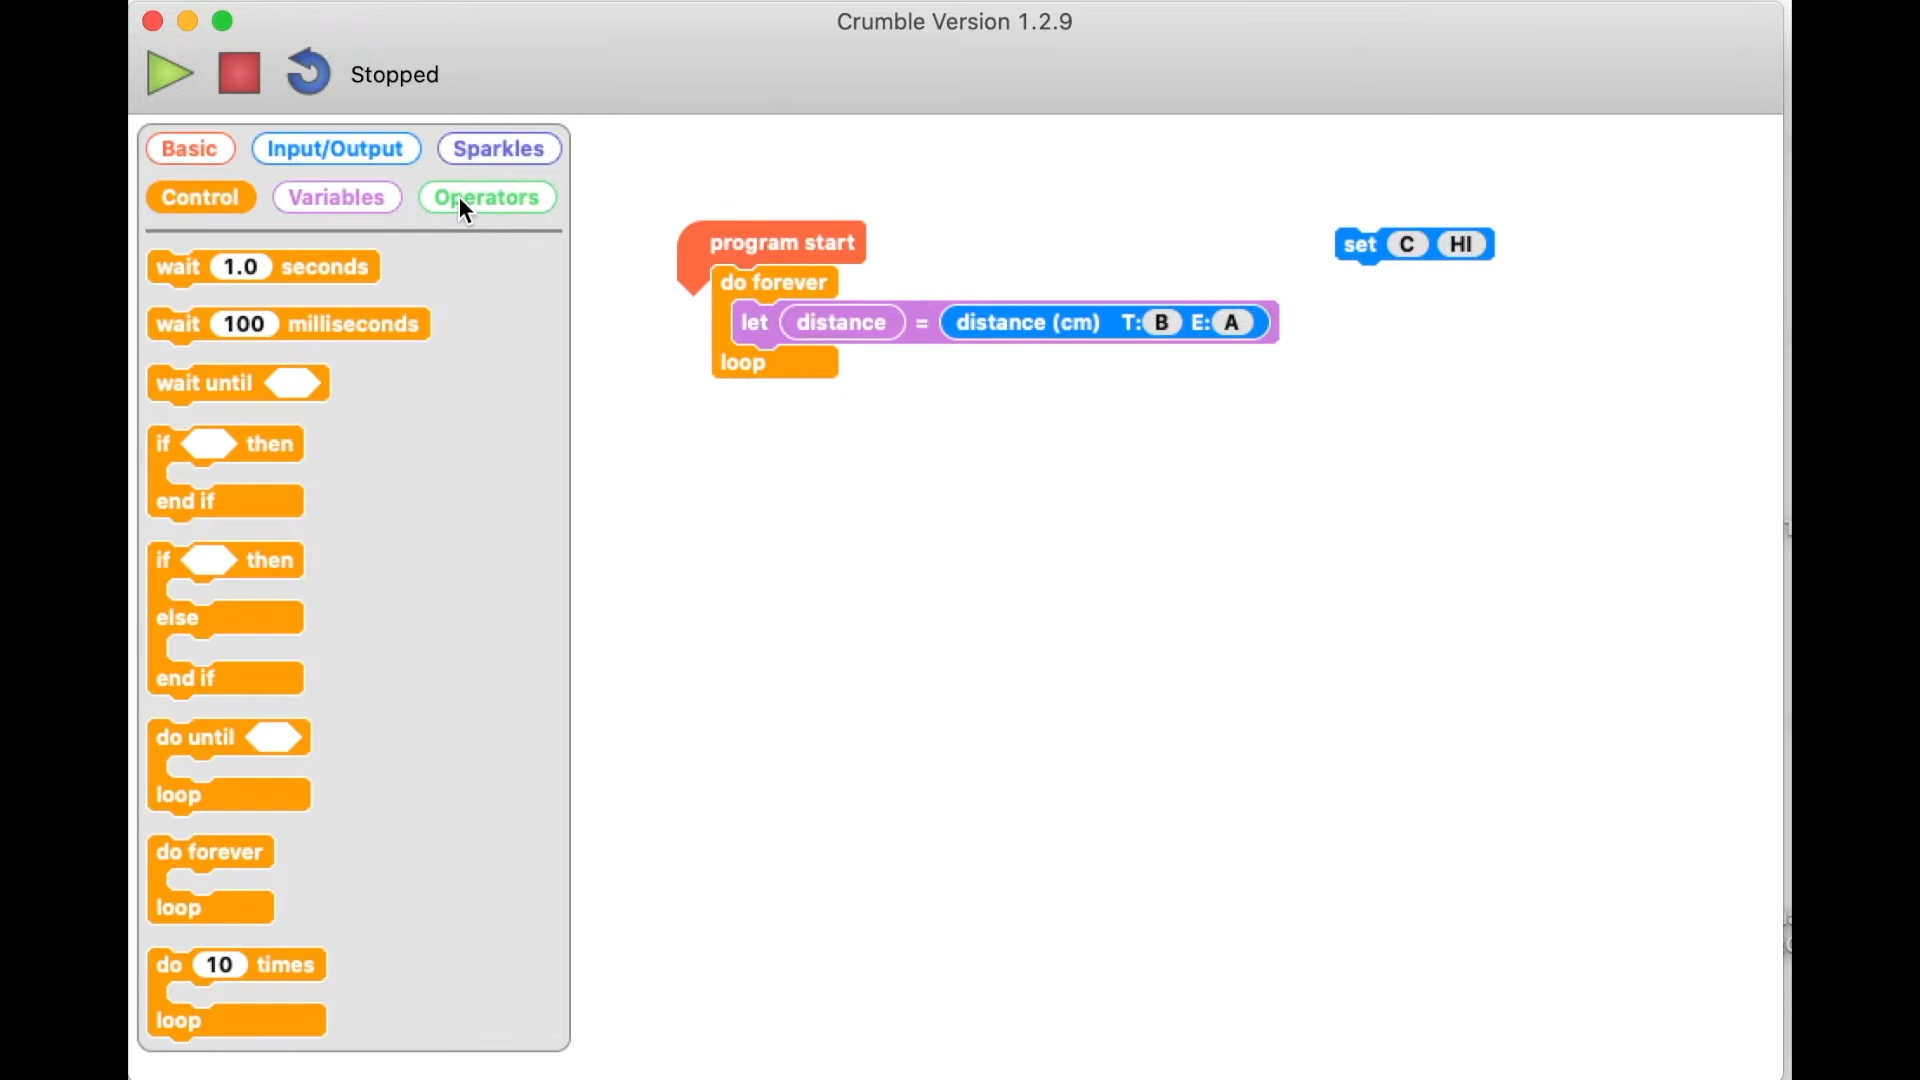 Crumble Version 1.2.9
Stopped
Basic Input/Output Sparkles
Control Variables Operators
wait 1.0 seconds
wait 100 milliseconds
wait until
if then
end if
if then
else
end if
do until
loop
do forever
loop
do 10 times
loop
program start
do forever
let distance = distance (cm) T: B E: A
loop
set C HI